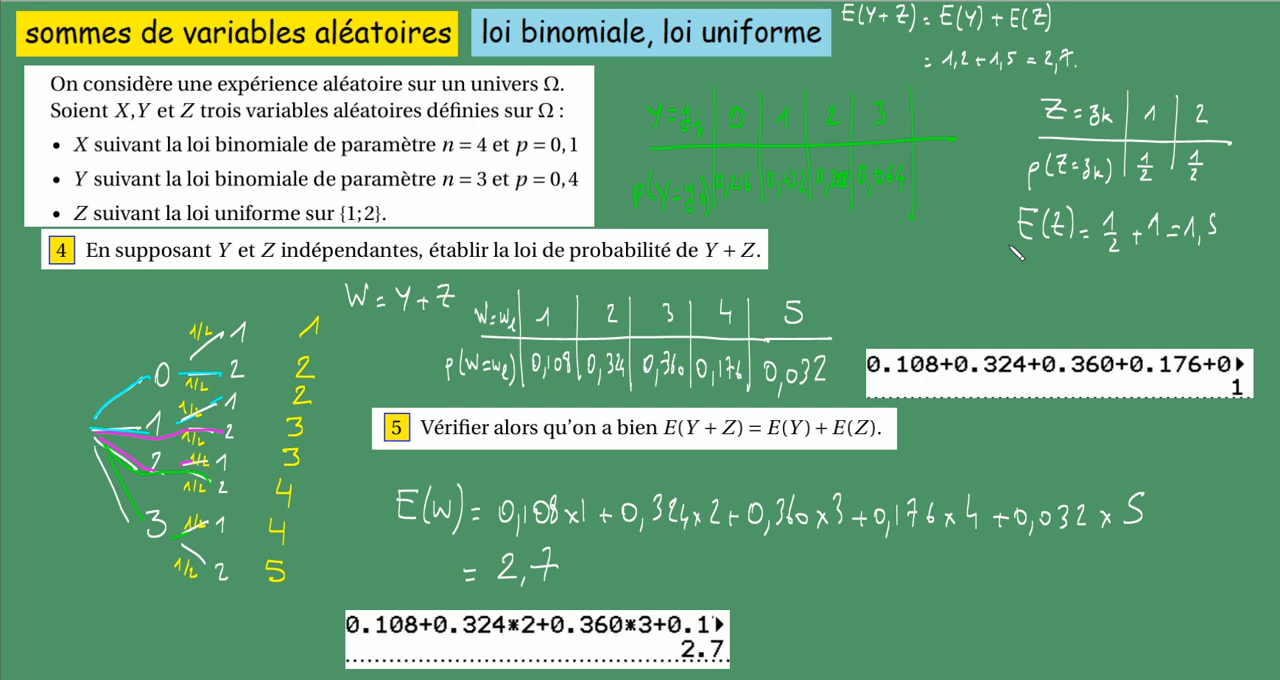 sommes de variables aléatoires
loi binomiale, loi uniforme
E(Y+Z) = E(Y) + E(Z)
= 1,2 + 1,5 = 2,7.
On considère une expérience aléatoire sur un univers Ω.
Soient X,Y et Z trois variables aléatoires définies sur Ω :
• X suivant la loi binomiale de paramètre n = 4 et p = 0,1
• Y suivant la loi binomiale de paramètre n = 3 et p = 0,4
• Z suivant la loi uniforme sur {1;2}.
Y=yj 0 1 2 3
p(Y=yj) 0,216 0,432 0,064
Z = zk 1 2
p(Z=zk) 1/2 1/2
E(Z) = 1/2 + 1 = 1,5
4 En supposant Y et Z indépendantes, établir la loi de probabilité de Y + Z.
W = Y + Z
W=wl 1 2 3 4 5
p(W=wl) 0,108 0,324 0,360 0,176 0,032
1/2 1 1
0 1/2 2 2
1/2 1 2
1 1/2 2 3
2 1/2 1 3
1/2 2 4
3 1/2 1 4
1/2 2 5
0.108+0.324+0.360+0.176+0
1
5 Vérifier alors qu'on a bien E(Y + Z) = E(Y) + E(Z).
E(W) = 0,108×1 + 0,324×2 + 0,360×3 + 0,176×4 + 0,032×5
= 2,7
0.108+0.324*2+0.360*3+0.1
2.7